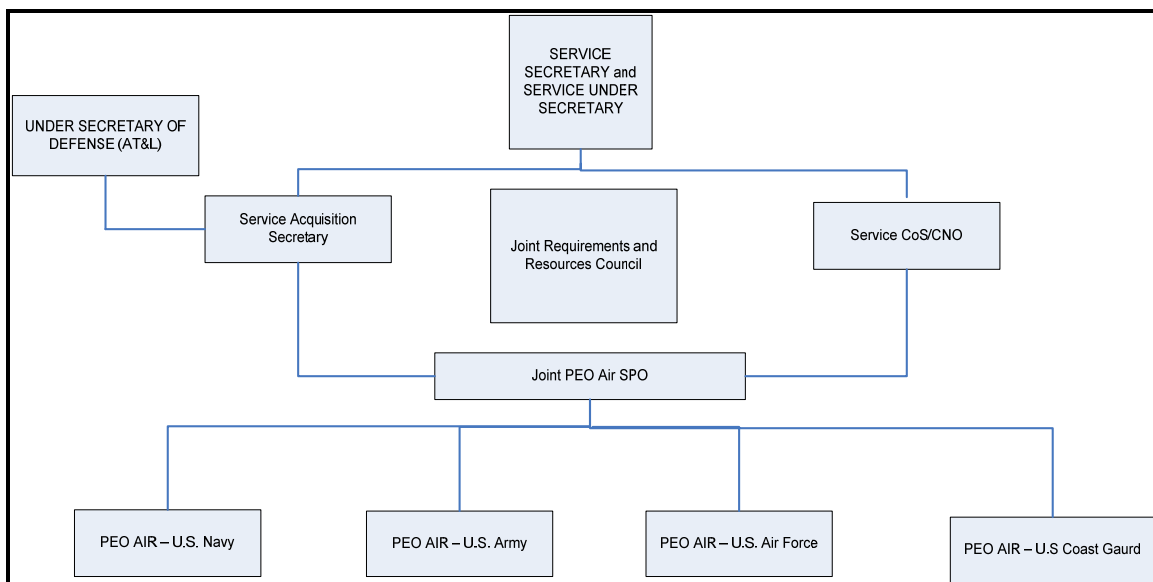 SERVICE
SECRETARY and
SERVICE UNDER
SECRETARY
UNDER SECRETARY OF
DEFENSE (AT&L)
Service Acquisition
Secretary
Joint Requirements and
Resources Council
Service CoS/CNO
Joint PEO Air SPO
PEO AIR – U.S. Navy
PEO AIR – U.S. Army
PEO AIR – U.S. Air Force
PEO AIR – U.S Coast Gaurd